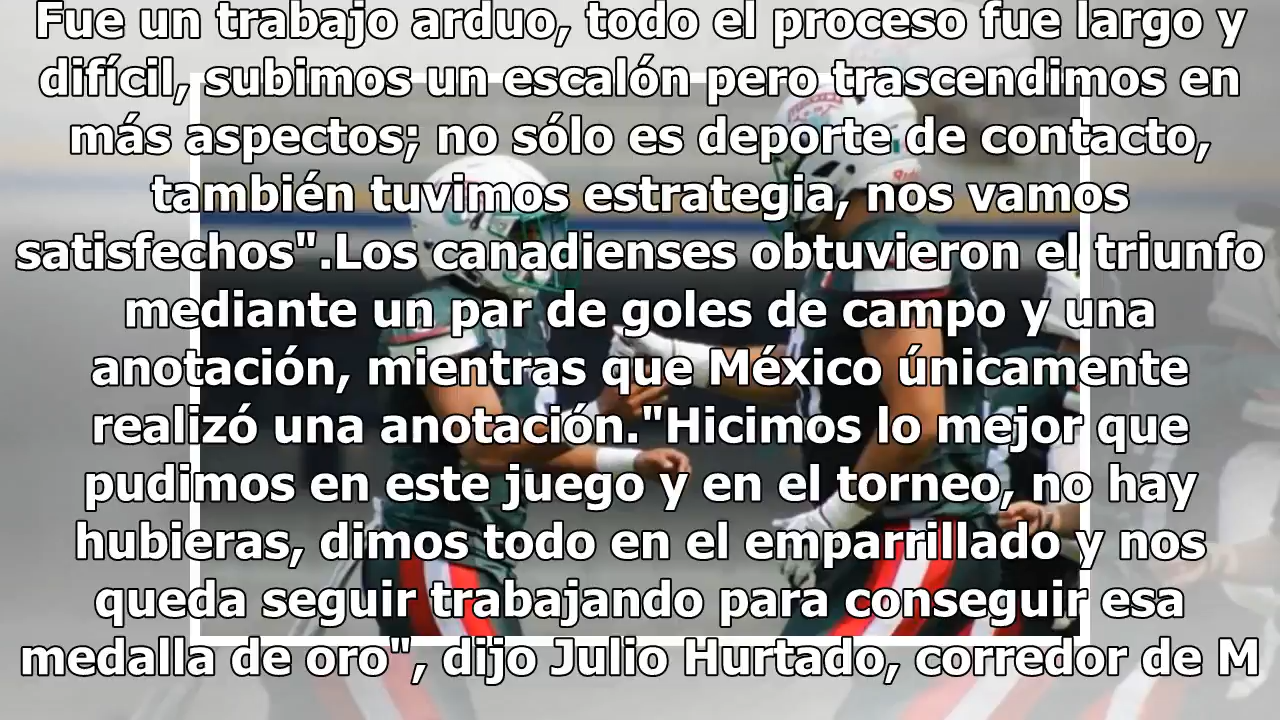 Fue un trabajo arduo, todo el proceso fue largo y
difícil, subimos un escalón pero trascendimos en
más aspectos; no sólo es deporte de contacto,
también tuvimos estrategia, nos vamos
satisfechos".Los canadienses obtuvieron el triunfo
mediante un par de goles de campo y una
anotación, mientras que México únicamente
realizó una anotación."Hicimos lo mejor que
pudimos en este juego y en el torneo, no hay
hubieras, dimos todo en el emparrillado y nos
queda seguir trabajando para conseguir esa
medalla de oro", dijo Julio Hurtado, corredor de M